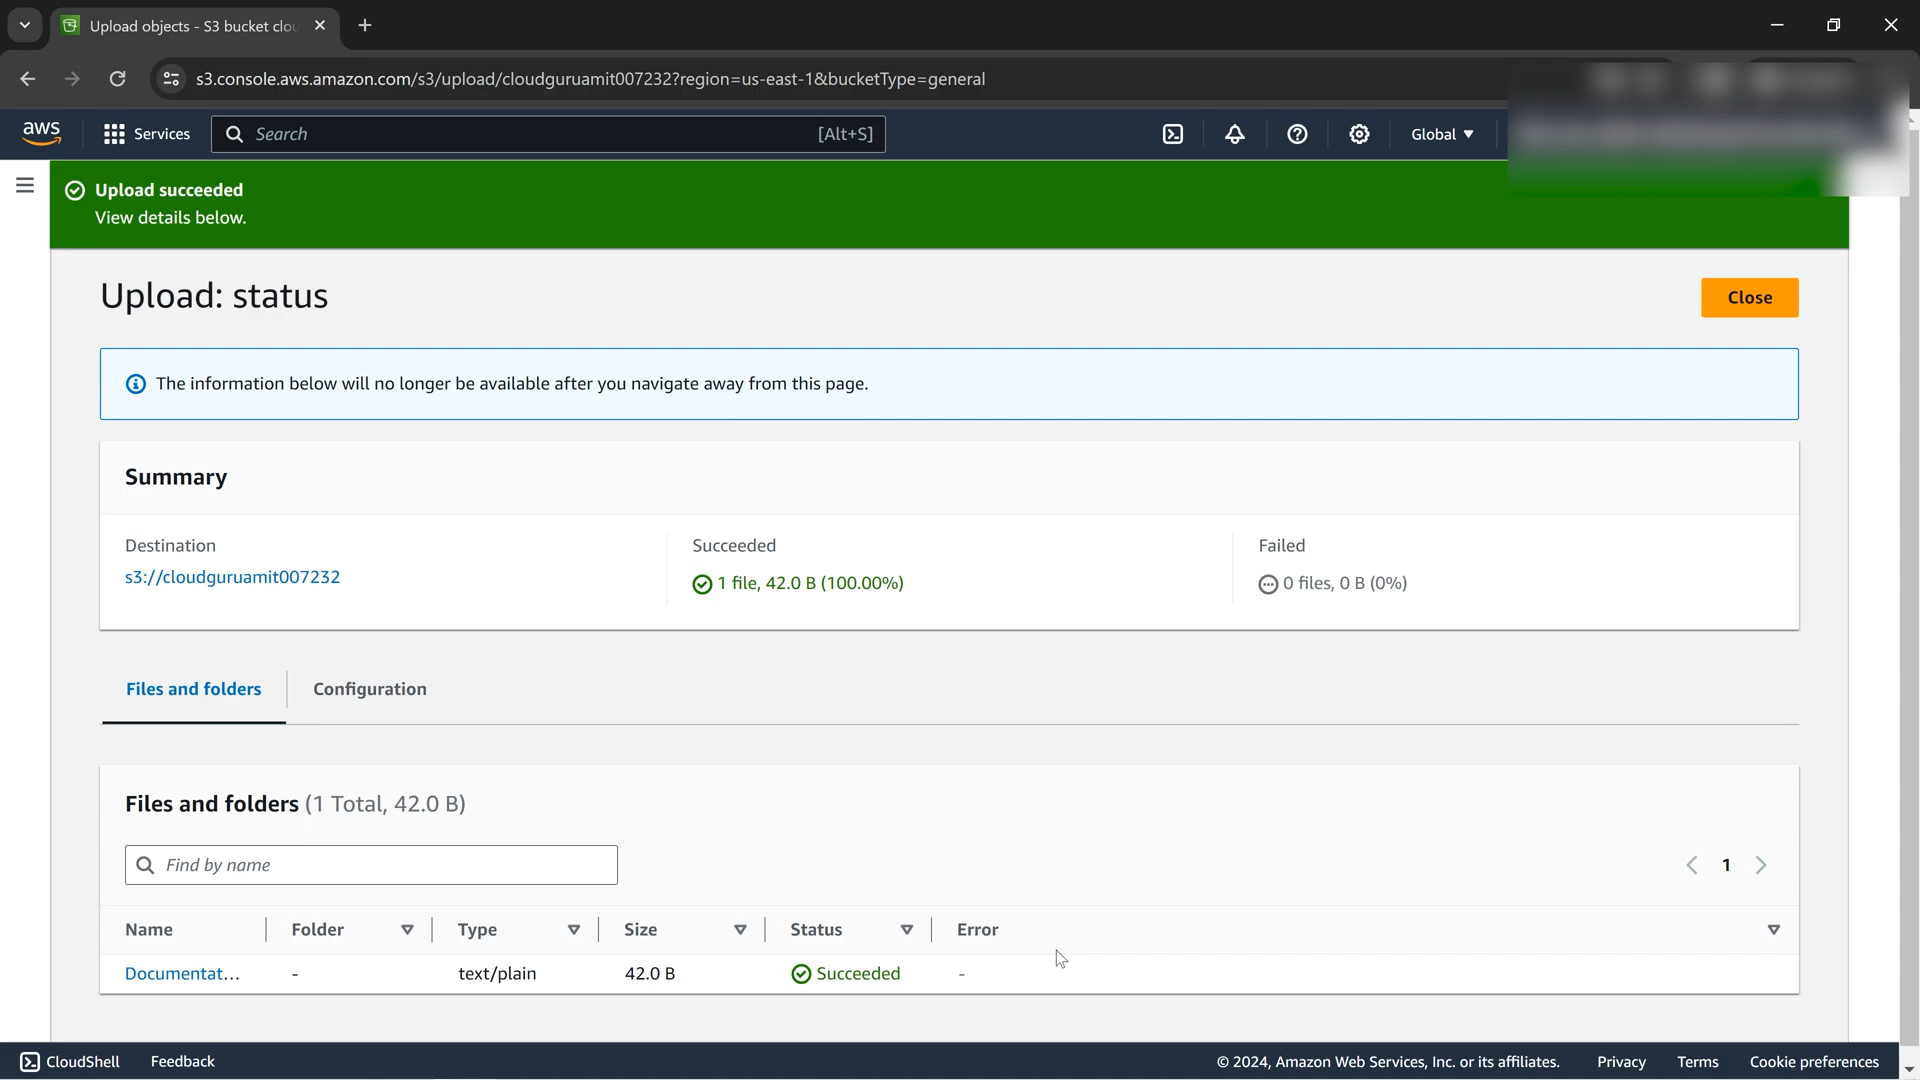 Upload objects - S3 bucket clou
s3.console.aws.amazon.com/s3/upload/cloudguruamit007232?region=us-east-1&bucketType=general
aws
Services
Search
[Alt+S]
Global
Upload succeeded
View details below.
Upload: status
Close
The information below will no longer be available after you navigate away from this page.
Summary
Destination
Succeeded
Failed
s3://cloudguruamit007232
1 file, 42.0 B (100.00%)
0 files, 0 B (0%)
Files and folders
Configuration
Files and folders (1 Total, 42.0 B)
Find by name
1
Name
Folder
Type
Size
Status
Error
Documentat...
-
text/plain
42.0 B
Succeeded
-
CloudShell
Feedback
© 2024, Amazon Web Services, Inc. or its affiliates.
Privacy
Terms
Cookie preferences